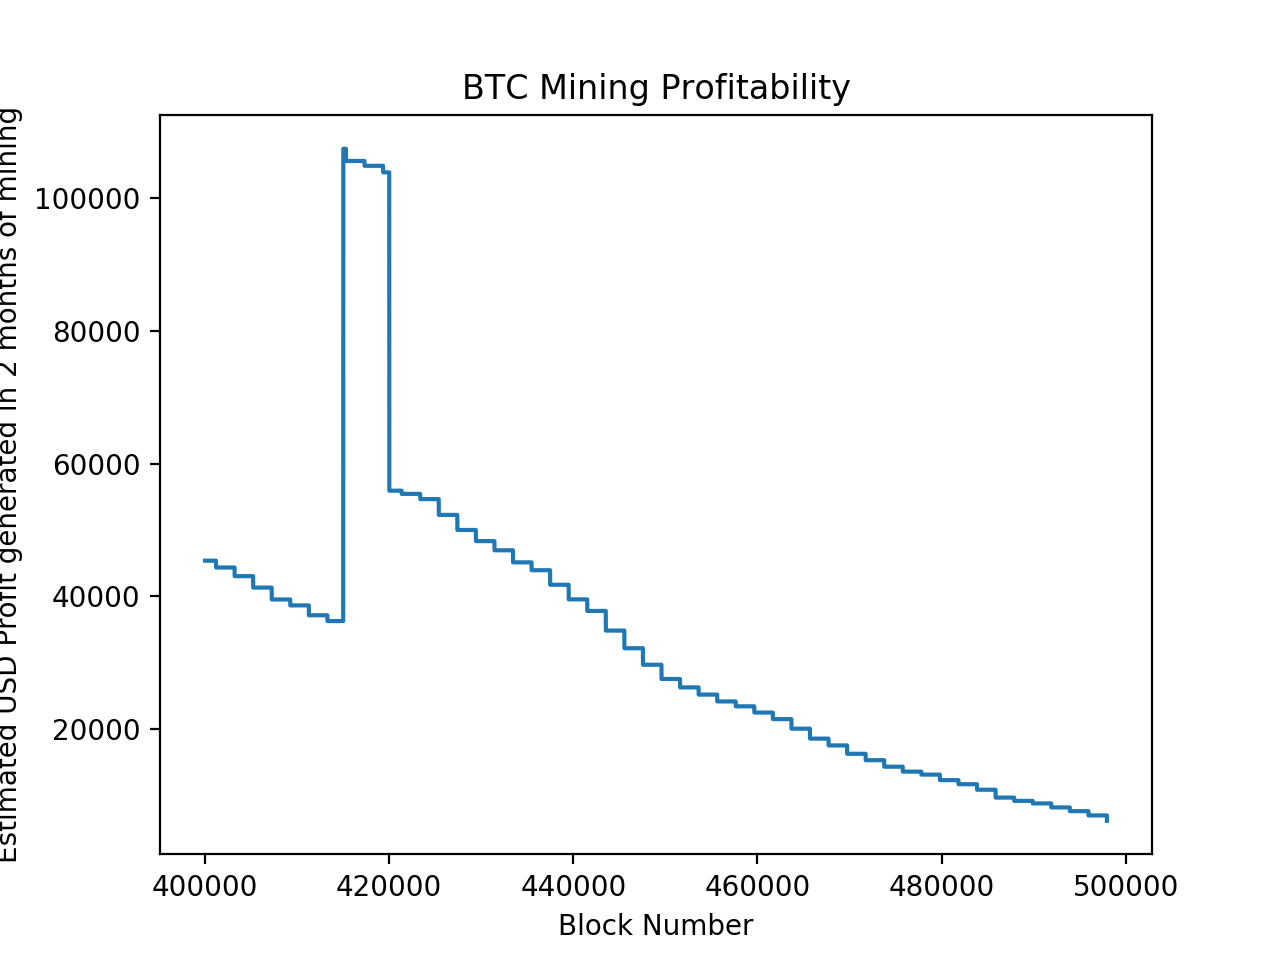 BTC Mining Profitability
Estimated USD Profit generated in 2 months of mining
100000
80000
60000
40000
20000
400000 420000 440000 460000 480000 500000
Block Number